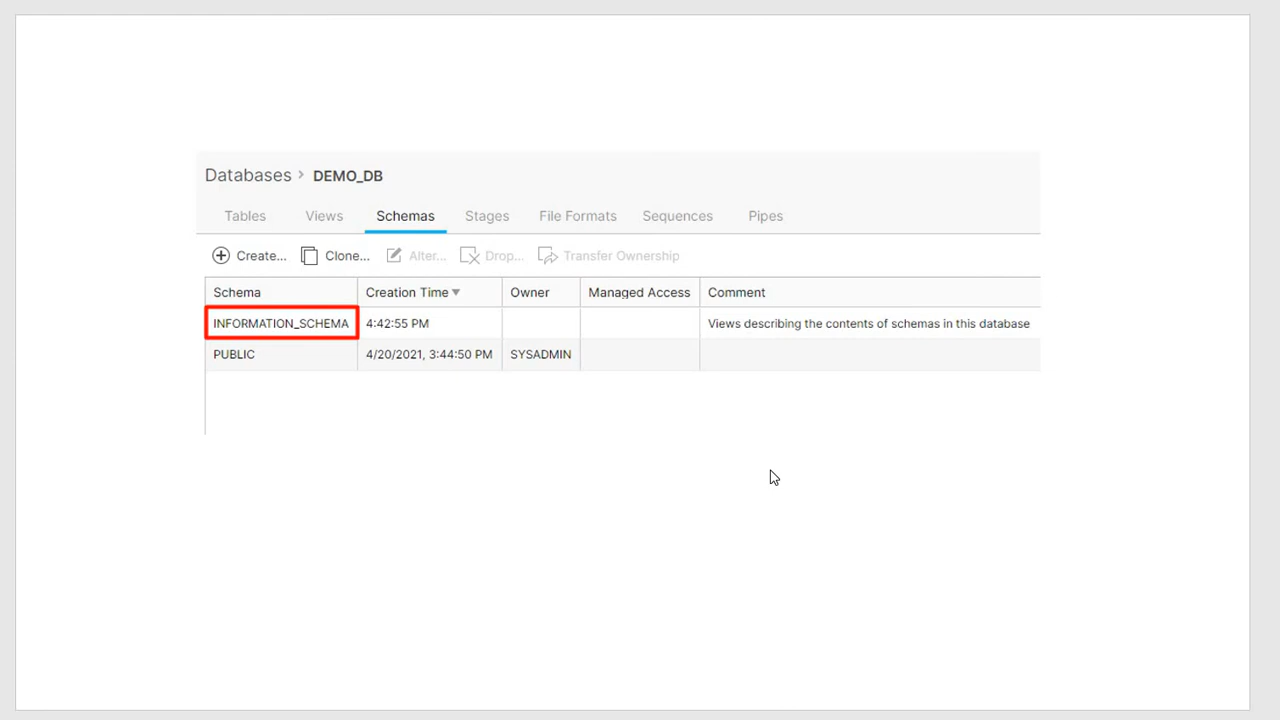 Databases > DEMO_DB
Tables Views Schemas Stages File Formats Sequences Pipes
Create... Clone... Alter... Drop... Transfer Ownership
Schema Creation Time Owner Managed Access Comment
INFORMATION_SCHEMA 4:42:55 PM Views describing the contents of schemas in this database
PUBLIC 4/20/2021, 3:44:50 PM SYSADMIN